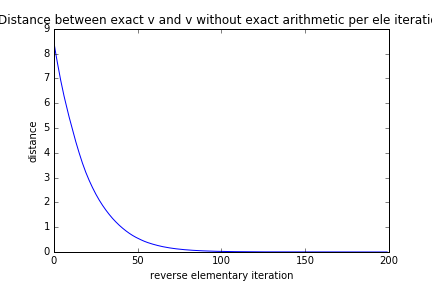 Distance between exact v and v without exact arithmetic per ele iterati
9
8
7
6
5
4
3
2
1
0
distance
0 50 100 150 200
reverse elementary iteration